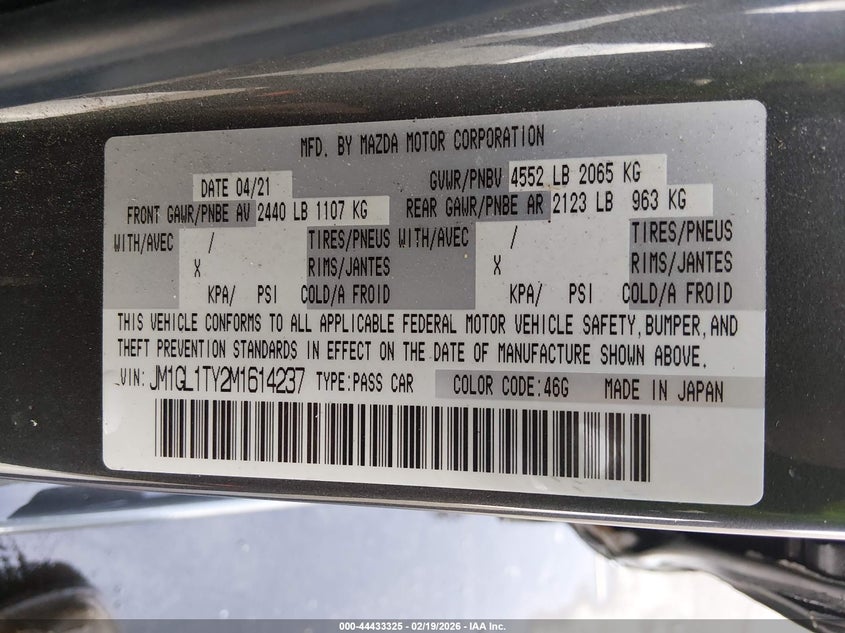 MFD. BY MAZDA MOTOR CORPORATION
DATE 04/21 GVWR/PNBV 4552 LB 2065 KG
FRONT GAWR/PNBE AV 2440 LB 1107 KG REAR GAWR/PNBE AR 2123 LB 963 KG
WITH/AVEC / TIRES/PNEUS WITH/AVEC / TIRES/PNEUS
X RIMS/JANTES X RIMS/JANTES
KPA/ PSI COLD/A FROID KPA/ PSI COLD/A FROID
THIS VEHICLE CONFORMS TO ALL APPLICABLE FEDERAL MOTOR VEHICLE SAFETY, BUMPER, AND
THEFT PREVENTION STANDARDS IN EFFECT ON THE DATE OF MANUFACTURE SHOWN ABOVE.
VIN: JM1GL1TY2M1614237 TYPE:PASS CAR COLOR CODE:46G MADE IN JAPAN
000-44433325 - 02/19/2026 - IAA Inc.